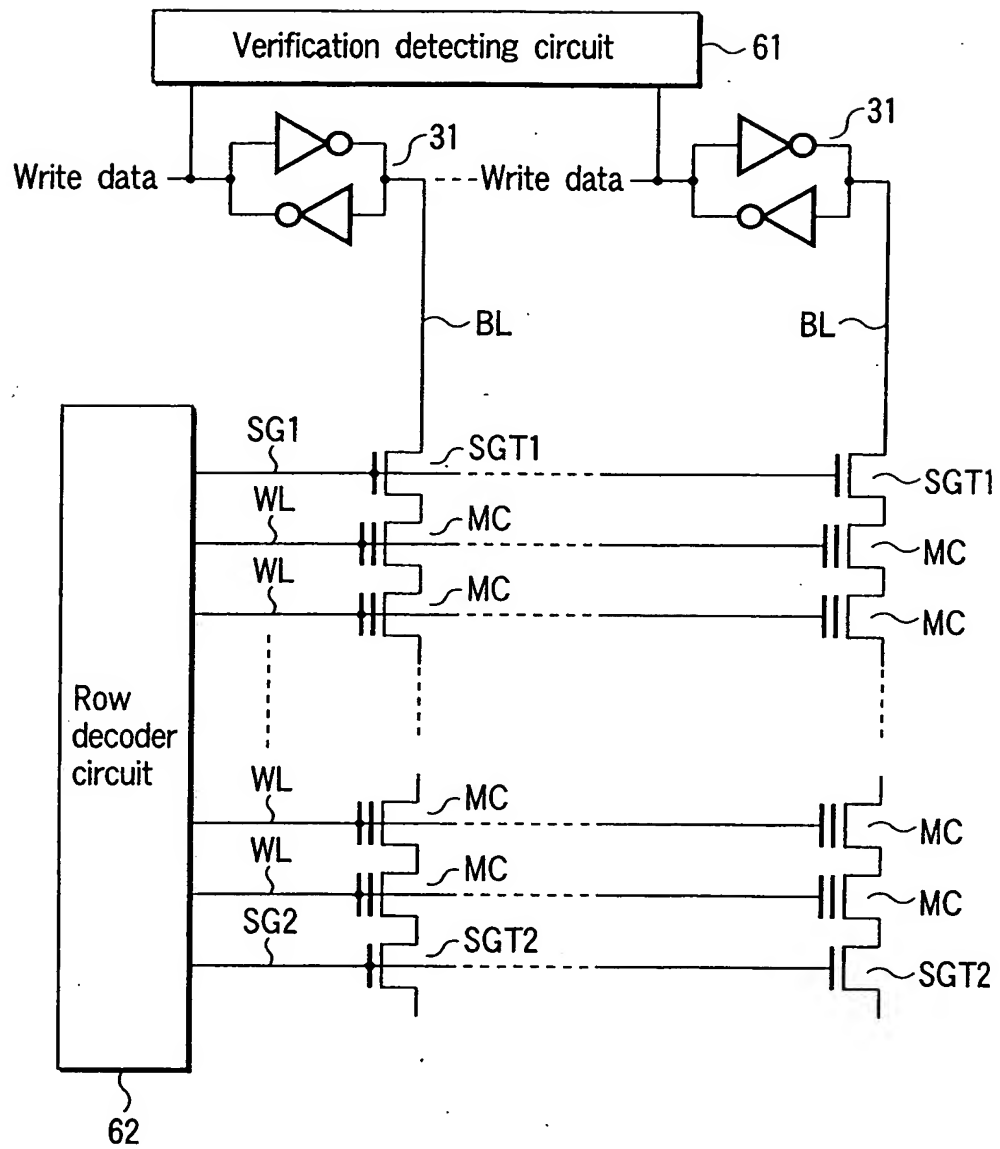 Verification detecting circuit 61
31 31
Write data Write data
BL BL
SG1 SGT1 SGT1
WL MC MC
WL MC MC
Row
decoder
circuit
WL MC MC
WL MC MC
SG2 SGT2 SGT2
62